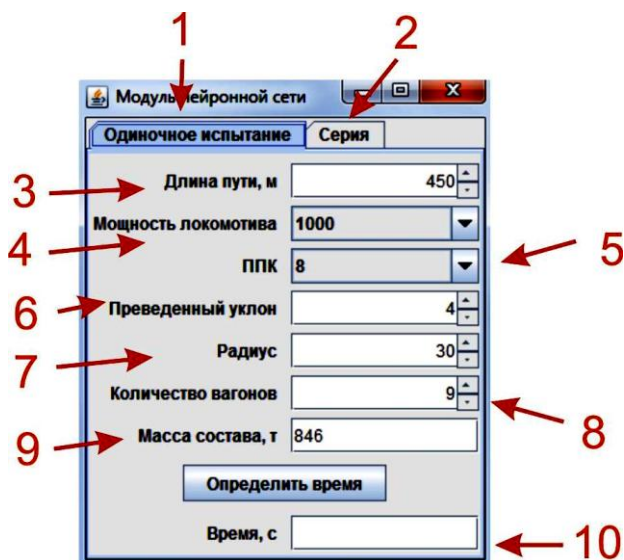 1
2
Модуль нейронной сети
Одиночное испытание Серия
3 Длина пути, м 450
4 Мощность локомотива 1000
ППК 8 5
6 Преведенный уклон 4
7 Радиус 30
Количество вагонов 9 8
9 Масса состава, т 846
Определить время
Время, с 10